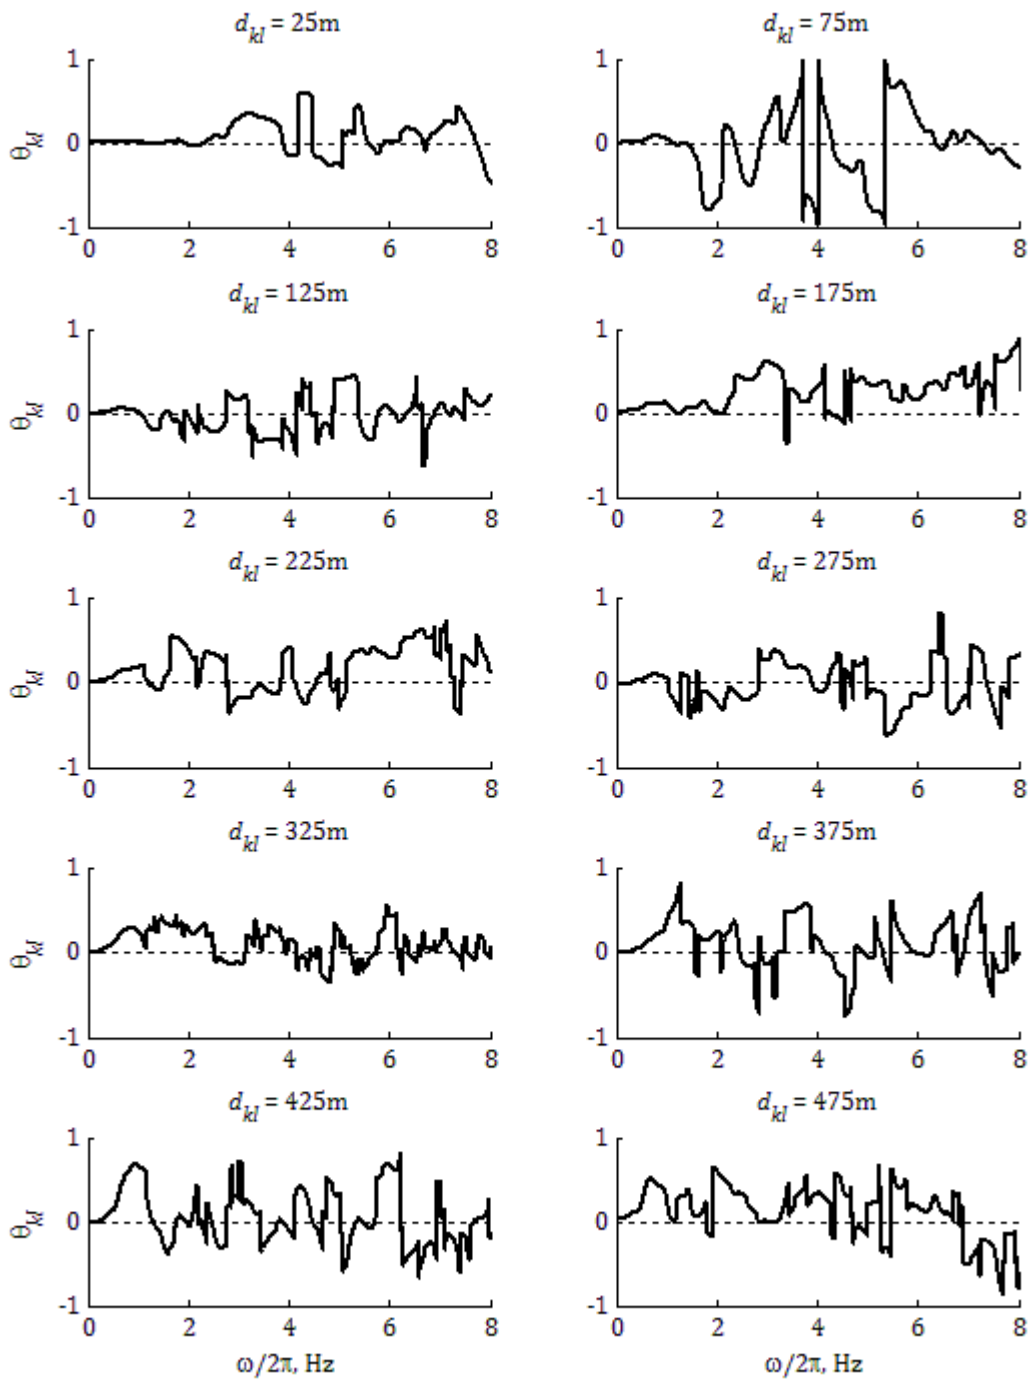 d_kl = 25m
d_kl = 75m
1
0
-1
θ_kl
0 2 4 6 8
1
0
-1
0 2 4 6 8
d_kl = 125m
d_kl = 175m
1
0
-1
θ_kl
0 2 4 6 8
1
0
-1
0 2 4 6 8
d_kl = 225m
d_kl = 275m
1
0
-1
θ_kl
0 2 4 6 8
1
0
-1
0 2 4 6 8
d_kl = 325m
d_kl = 375m
1
0
-1
θ_kl
0 2 4 6 8
1
0
-1
0 2 4 6 8
d_kl = 425m
d_kl = 475m
1
0
-1
θ_kl
0 2 4 6 8
1
0
-1
0 2 4 6 8
ω/2π, Hz
ω/2π, Hz